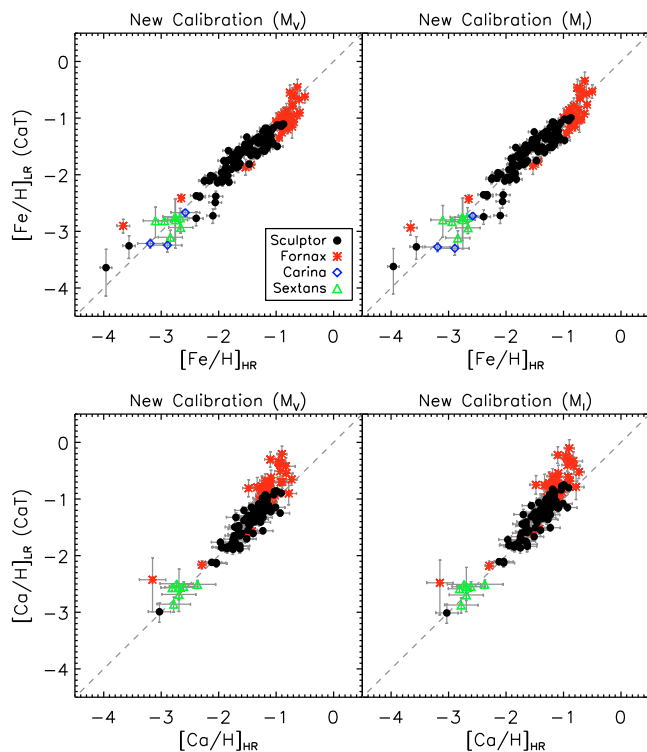 New Calibration (M_V) New Calibration (M_I)
0
−1
−2
−3
−4
[Fe/H]_LR (CaT)
Sculptor
Fornax
Carina
Sextans
−4 −3 −2 −1 0 −4 −3 −2 −1 0
[Fe/H]_HR [Fe/H]_HR
New Calibration (M_V) New Calibration (M_I)
0
−1
−2
−3
−4
[Ca/H]_LR (CaT)
−4 −3 −2 −1 0 −4 −3 −2 −1 0
[Ca/H]_HR [Ca/H]_HR